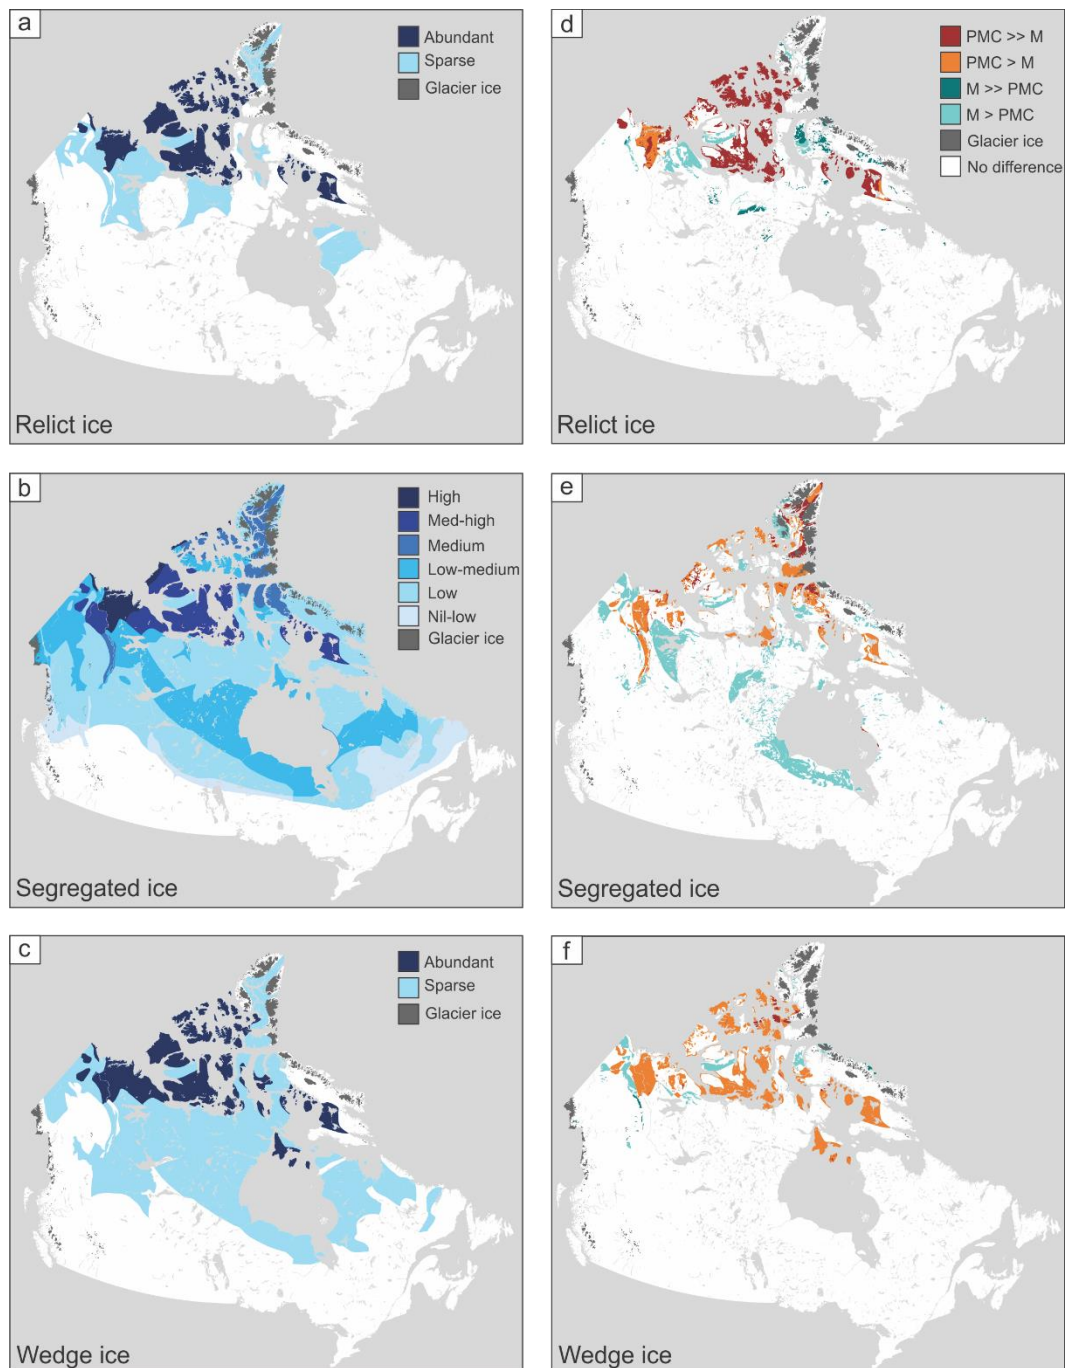 a
Abundant
Sparse
Glacier ice
Relict ice
d
PMC >> M
PMC > M
M >> PMC
M > PMC
Glacier ice
No difference
Relict ice
b
High
Med-high
Medium
Low-medium
Low
Nil-low
Glacier ice
Segregated ice
e
Segregated ice
c
Abundant
Sparse
Glacier ice
Wedge ice
f
Wedge ice